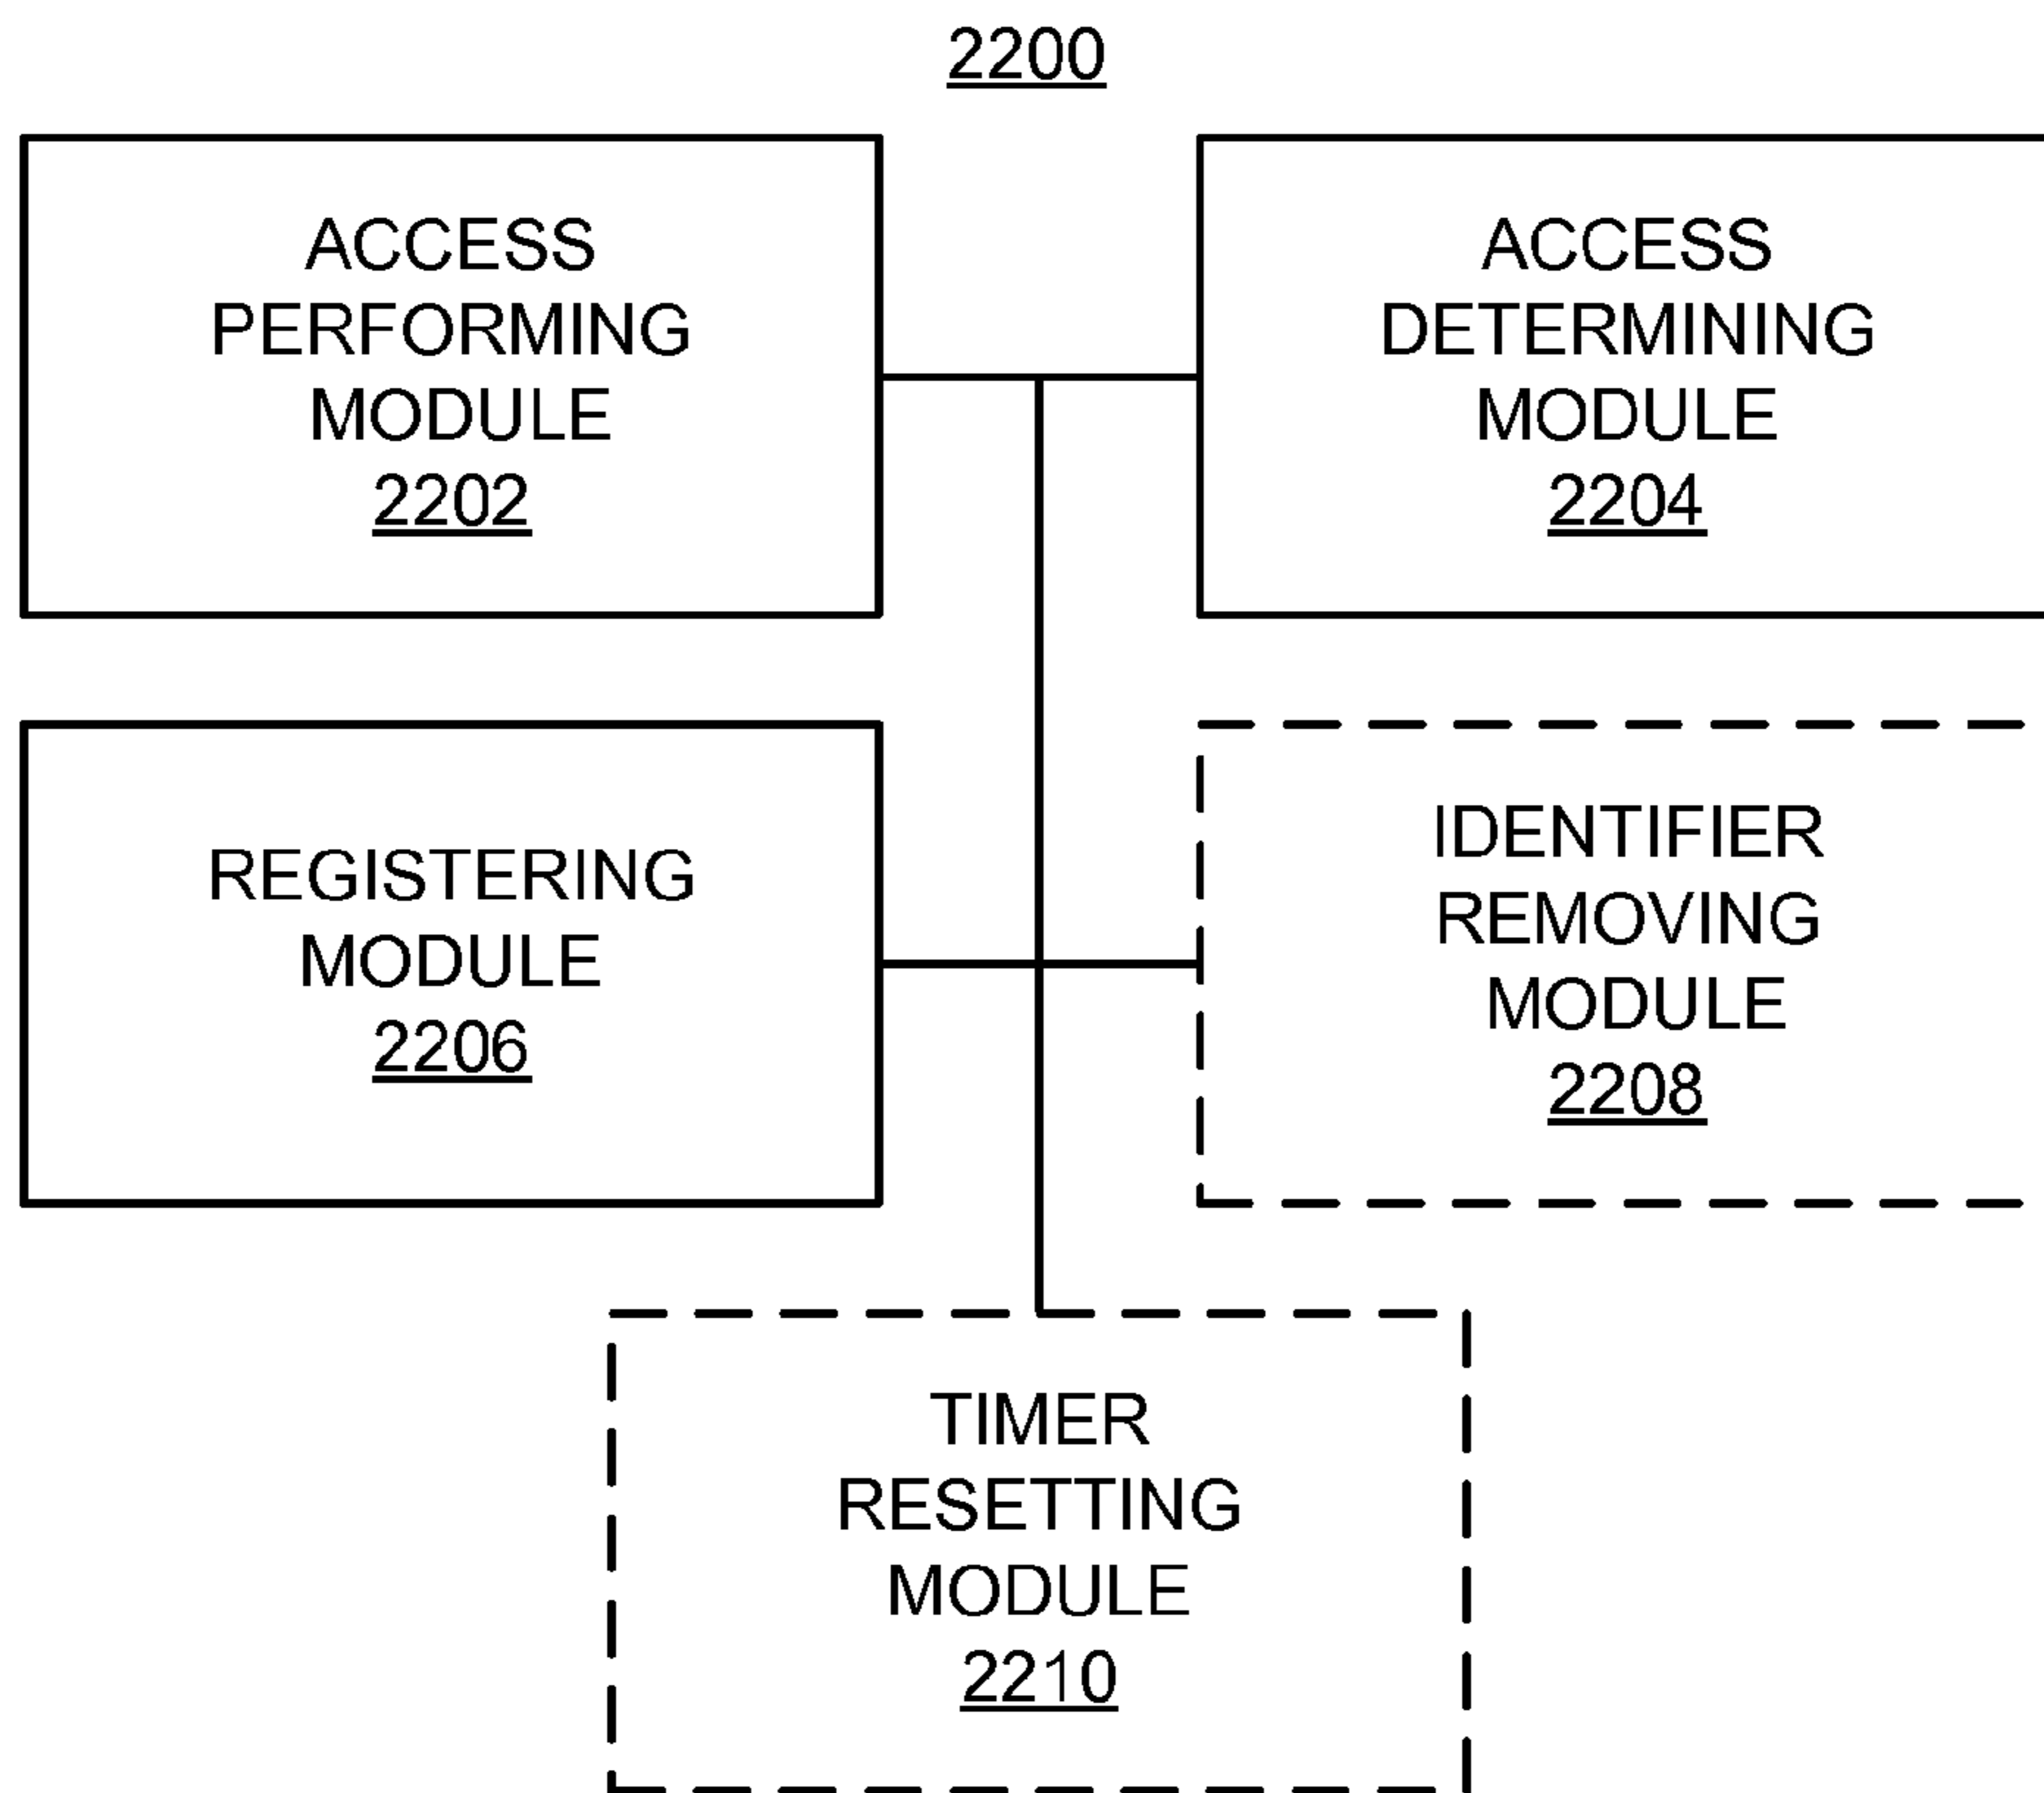 2200
ACCESS
PERFORMING
MODULE
2202
ACCESS
DETERMINING
MODULE
2204
REGISTERING
MODULE
2206
IDENTIFIER
REMOVING
MODULE
2208
TIMER
RESETTING
MODULE
2210